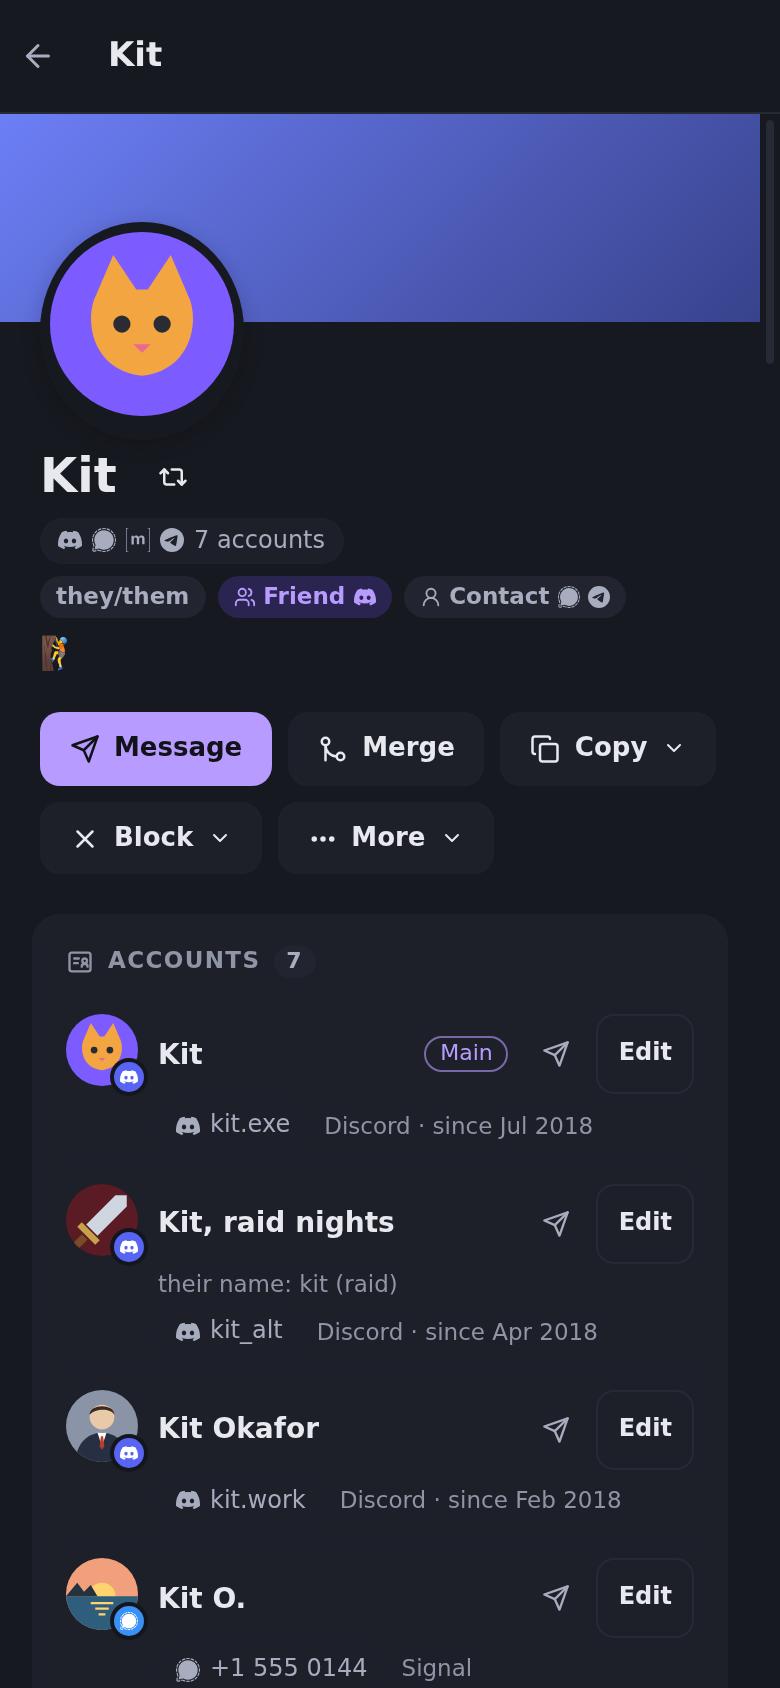 Kit
Kit
[m] 7 accounts
they/them Friend Contact
Message Merge Copy
Block More
ACCOUNTS 7
Kit Main Edit
kit.exe Discord · since Jul 2018
Kit, raid nights Edit
their name: kit (raid)
kit_alt Discord · since Apr 2018
Kit Okafor Edit
kit.work Discord · since Feb 2018
Kit O. Edit
+1 555 0144 Signal